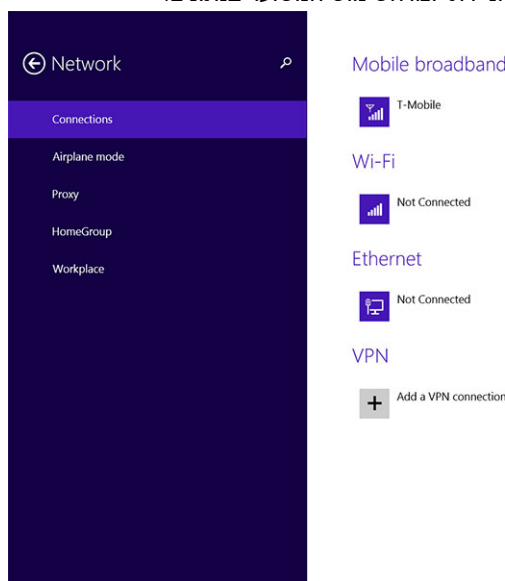 Network
Connections
Airplane mode
Proxy
HomeGroup
Workplace
Mobile broadband
T-Mobile
Wi-Fi
Not Connected
Ethernet
Not Connected
VPN
Add a VPN connection